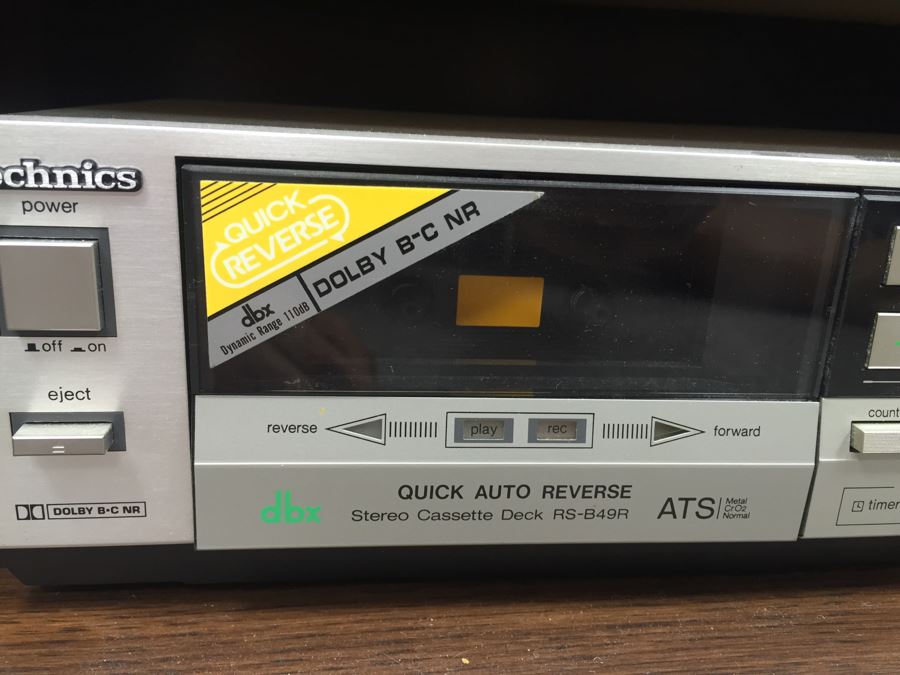 echnics
power
off on
eject
DOLBY B•C NR
QUICK
REVERSE
DOLBY B-C NR
dbx
Dynamic Range 110dB
reverse play rec forward
dbx
QUICK AUTO REVERSE
Stereo Cassette Deck RS-B49R
ATS
Metal
CrO2
Normal
count
timer